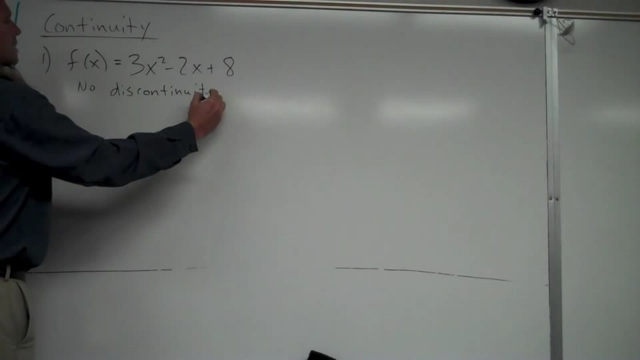 Continuity
1) f(x) = 3x² - 2x + 8
No discontinuit